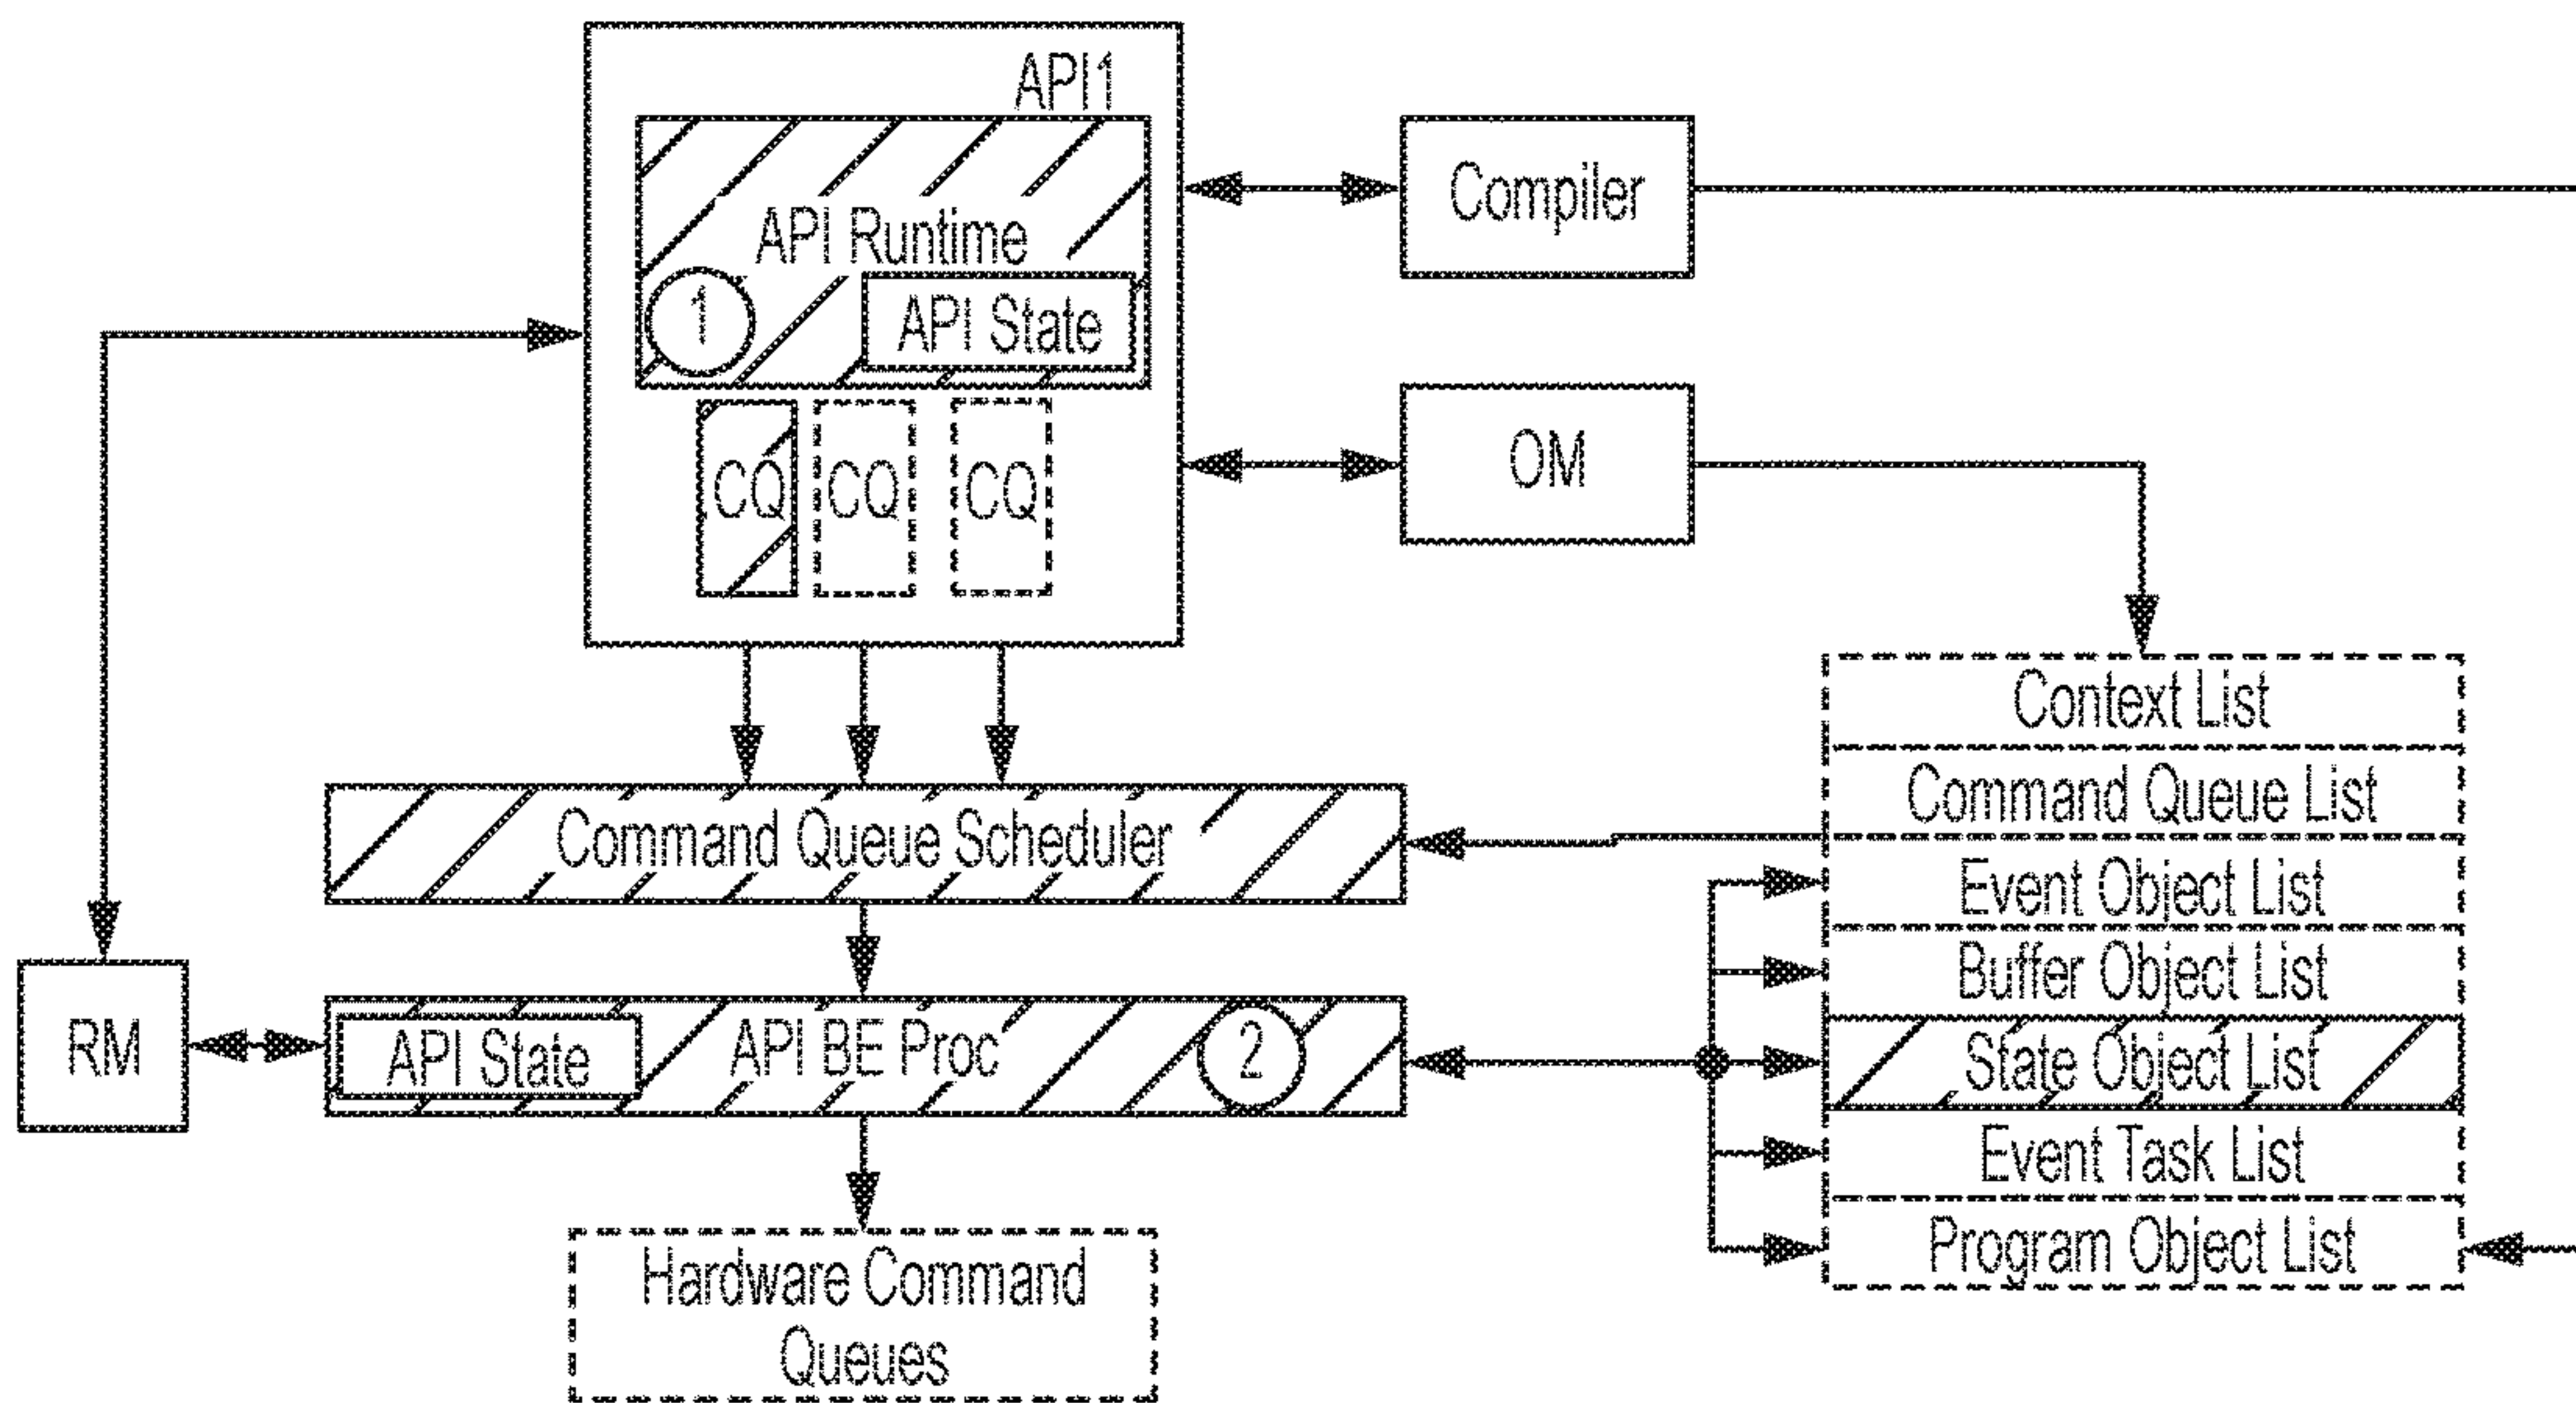 API1
API Runtime
1
API State
CQ
CQ
CQ
Compiler
OM
Command Queue Scheduler
RM
API State
API BE Proc
2
Hardware Command
Queues
Context List
Command Queue List
Event Object List
Buffer Object List
State Object List
Event Task List
Program Object List